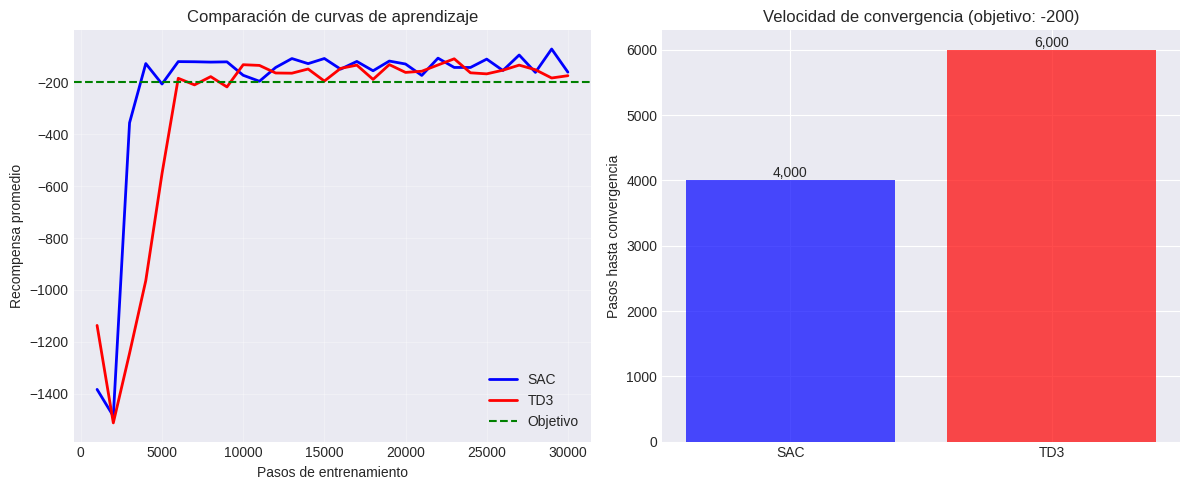 Comparación de curvas de aprendizaje
Recompensa promedio
−200
−400
−600
−800
−1000
−1200
−1400
0
5000
10000
15000
20000
25000
30000
Pasos de entrenamiento
SAC
TD3
Objetivo
Velocidad de convergencia (objetivo: -200)
Pasos hasta convergencia
6000
5000
4000
3000
2000
1000
0
4,000
6,000
SAC
TD3